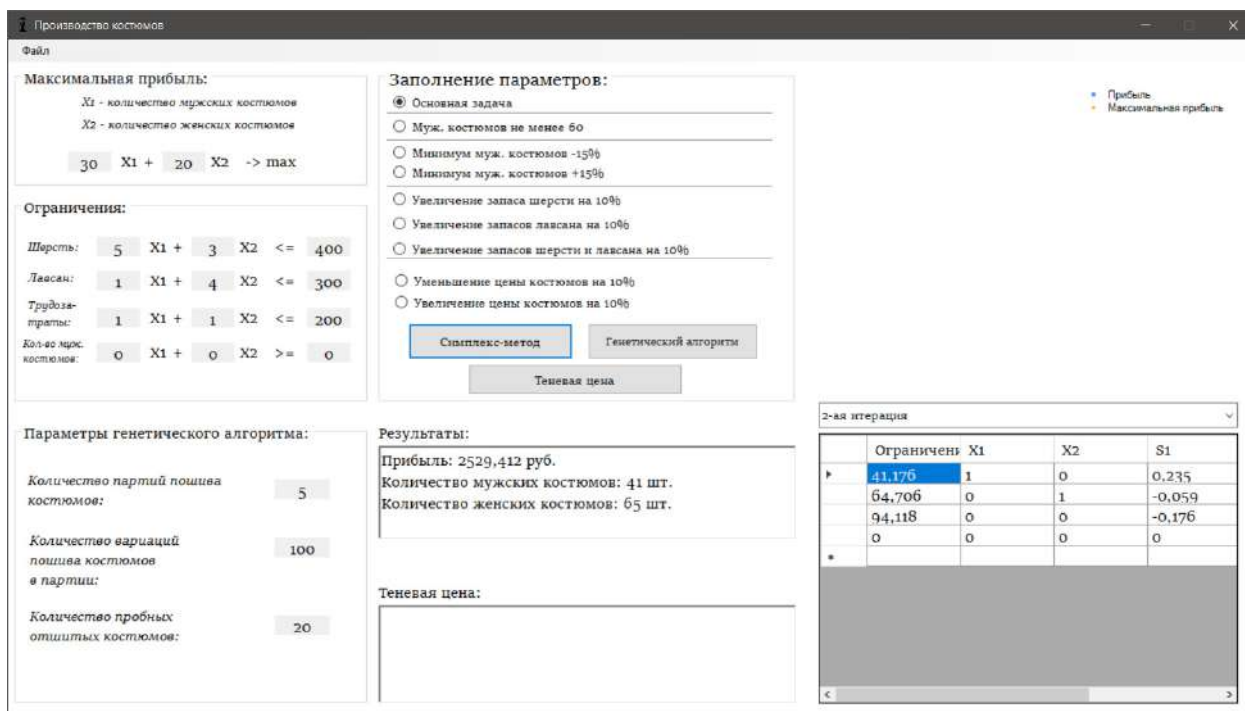 Производство костюмов
Файл
Максимальная прибыль:
X1 - количество мужских костюмов
X2 - количество женских костюмов
30 X1 + 20 X2 -> max
Ограничения:
Шерсть: 5 X1 + 3 X2 <= 400
Лавсан: 1 X1 + 4 X2 <= 300
Трудоза-
траты: 1 X1 + 1 X2 <= 200
Кол-во муж.
костюмов: 0 X1 + 0 X2 >= 0
Заполнение параметров:
Основная задача
Муж. костюмов не менее 60
Минимум муж. костюмов -15%
Минимум муж. костюмов +15%
Увеличение запаса шерсти на 10%
Увеличение запасов лавсана на 10%
Увеличение запасов шерсти и лавсана на 10%
Уменьшение цены костюмов на 10%
Увеличение цены костюмов на 10%
Симплекс-метод Генетический алгоритм
Теневая цена
Прибыль
Максимальная прибыль
Параметры генетического алгоритма:
Количество партий пошива
костюмов: 5
Количество вариаций
пошива костюмов
в партии: 100
Количество пробных
отшитых костюмов: 20
Результаты:
Прибыль: 2529,412 руб.
Количество мужских костюмов: 41 шт.
Количество женских костюмов: 65 шт.
Теневая цена:
2-ая итерация
Ограничени X1 X2 S1
41,176 1 0 0,235
64,706 0 1 -0,059
94,118 0 0 -0,176
0 0 0 0